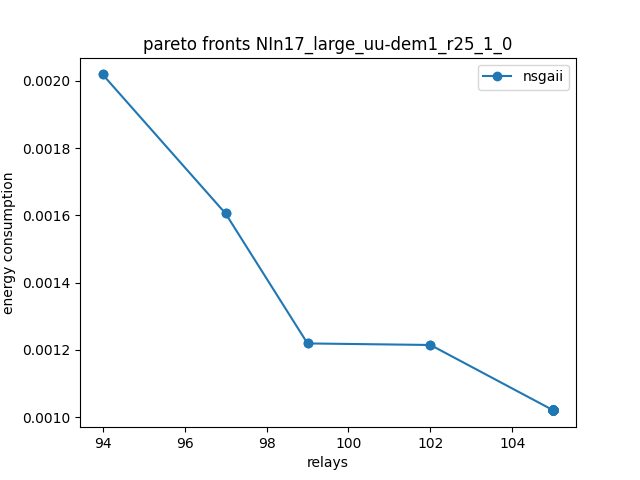 pareto fronts NIn17_large_uu-dem1_r25_1_0
nsgaii
energy consumption
0.0020
0.0018
0.0016
0.0014
0.0012
0.0010
94 96 98 100 102 104
relays